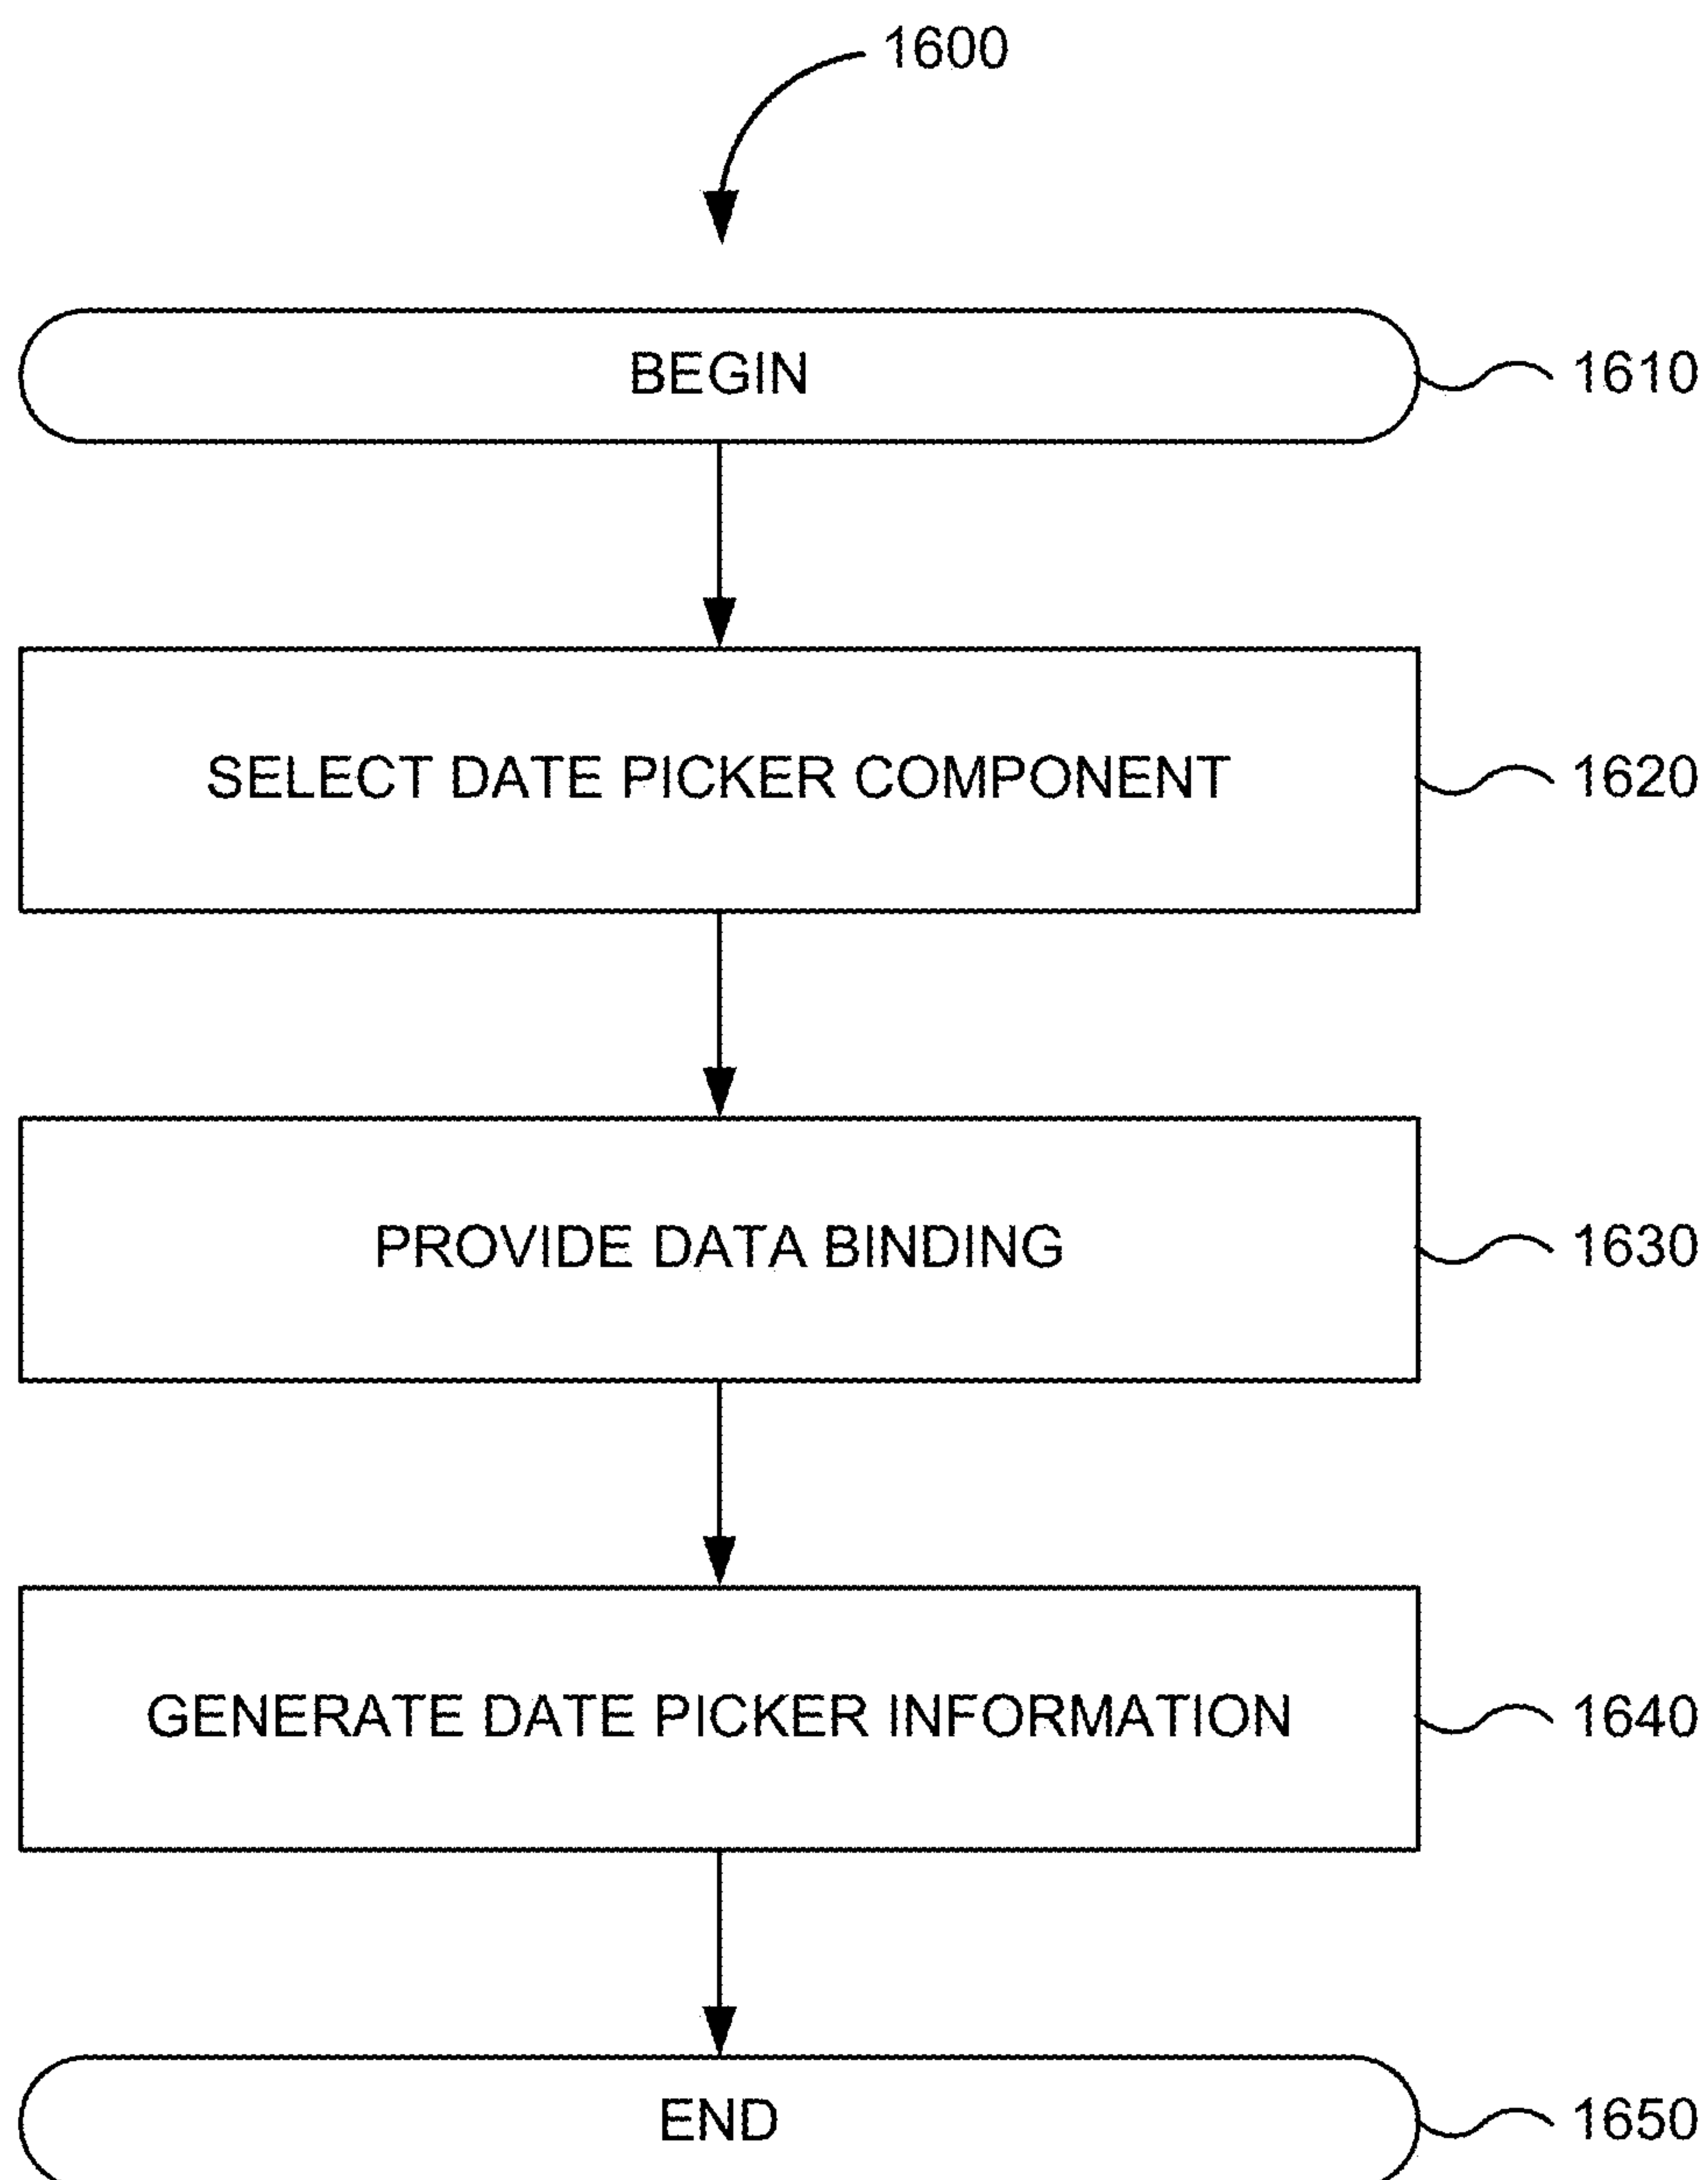 1600
BEGIN
1610
SELECT DATE PICKER COMPONENT
1620
PROVIDE DATA BINDING
1630
GENERATE DATE PICKER INFORMATION
1640
END
1650